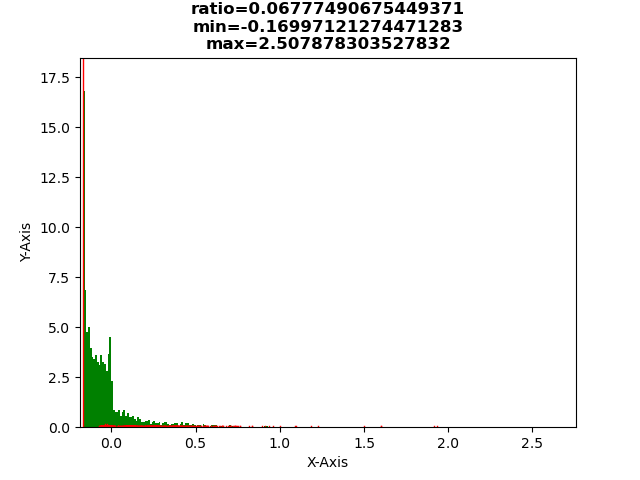 ratio=0.06777490675449371
min=-0.16997121274471283
max=2.507878303527832
17.5
15.0
12.5
10.0
7.5
5.0
2.5
0.0
Y-Axis
0.0 0.5 1.0 1.5 2.0 2.5
X-Axis